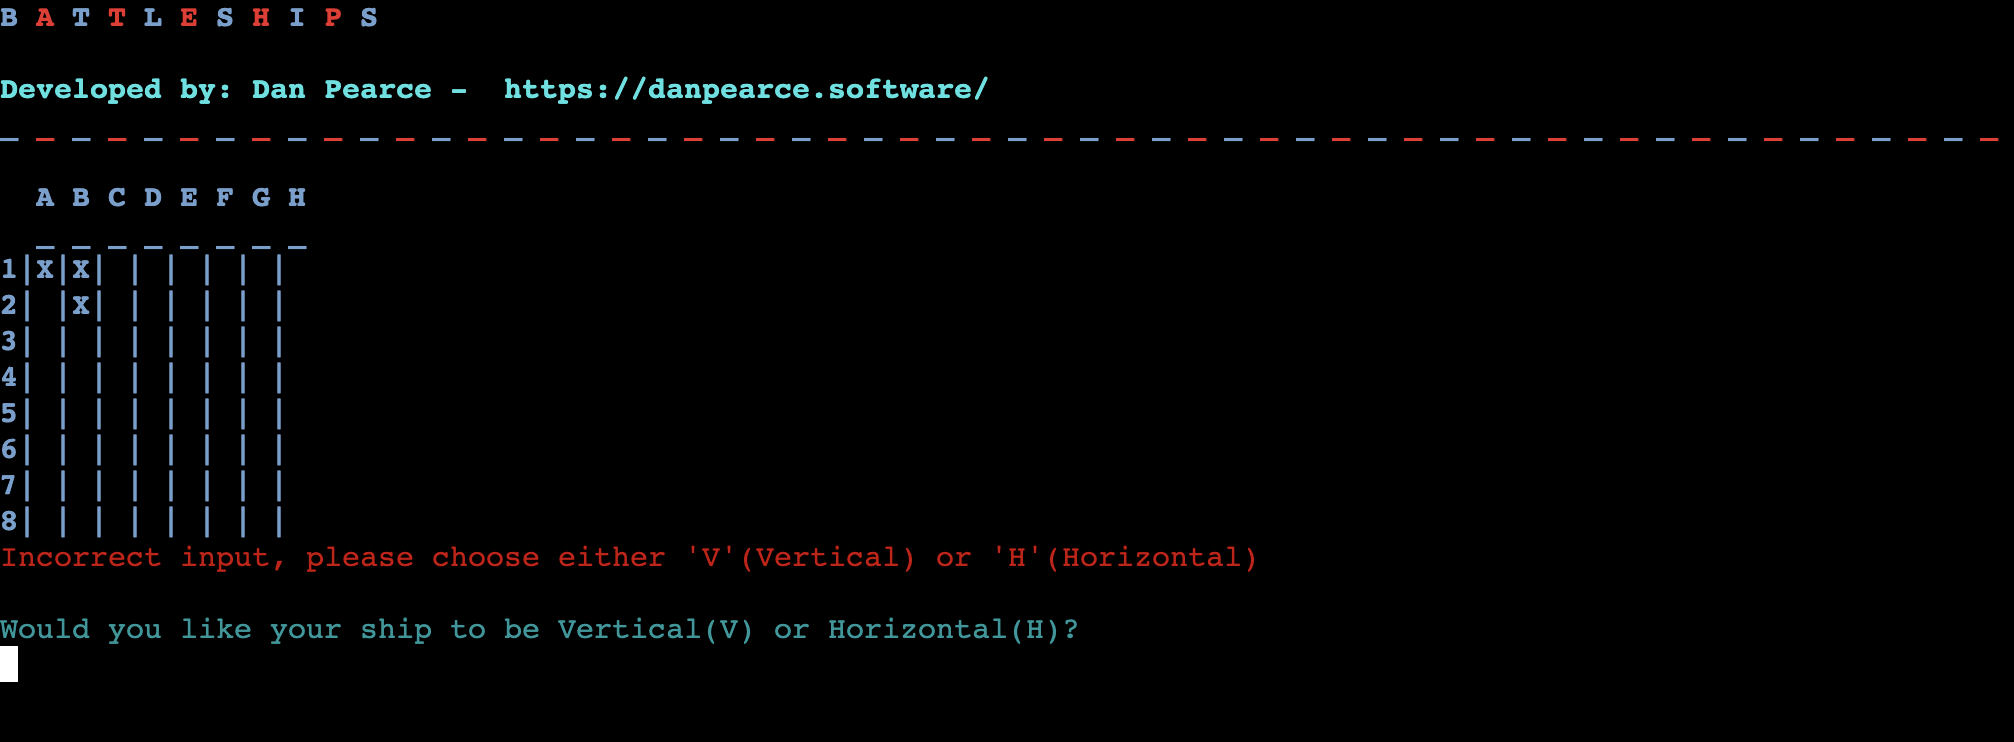 B A T T L E S H I P S
Developed by: Dan Pearce -  https://danpearce.software/
_ _ _ _ _ _ _ _ _ _ _ _ _ _ _ _ _ _ _ _ _ _ _ _ _ _ _ _ _ _ _ _ _ _ _ _ _ _ _ _ _ _ _ _ _ _ _ _ _ _ _ _ _ _ _ _
  A B C D E F G H
  _ _ _ _ _ _ _ _
1|X|X| | | | | |
2| |X| | | | | |
3| | | | | | | |
4| | | | | | | |
5| | | | | | | |
6| | | | | | | |
7| | | | | | | |
8| | | | | | | |
Incorrect input, please choose either 'V'(Vertical) or 'H'(Horizontal)
Would you like your ship to be Vertical(V) or Horizontal(H)?